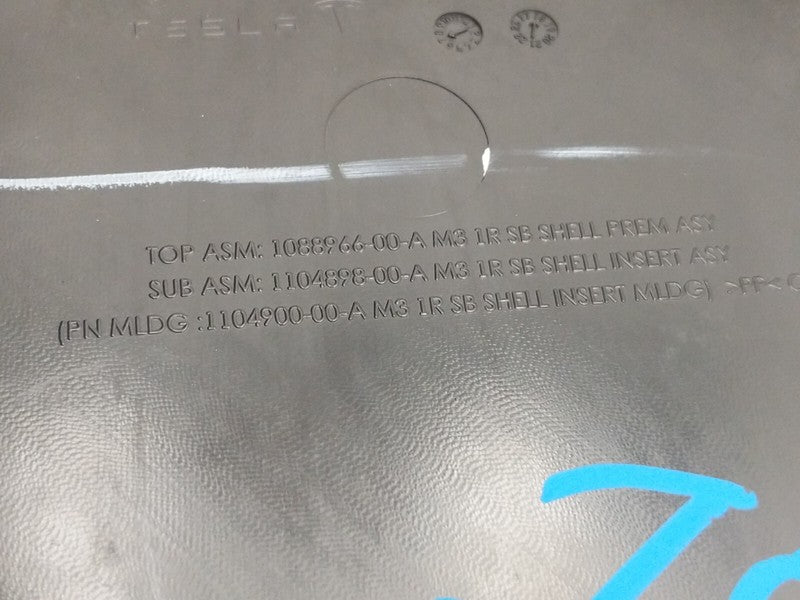 TESLA
TOP ASM: 1088966-00-A M3 1R SB SHELL PREM ASY
SUB ASM: 1104898-00-A M3 1R SB SHELL INSERT ASY
(PN MLDG :1104900-00-A M3 1R SB SHELL INSERT MLDG) >PP<